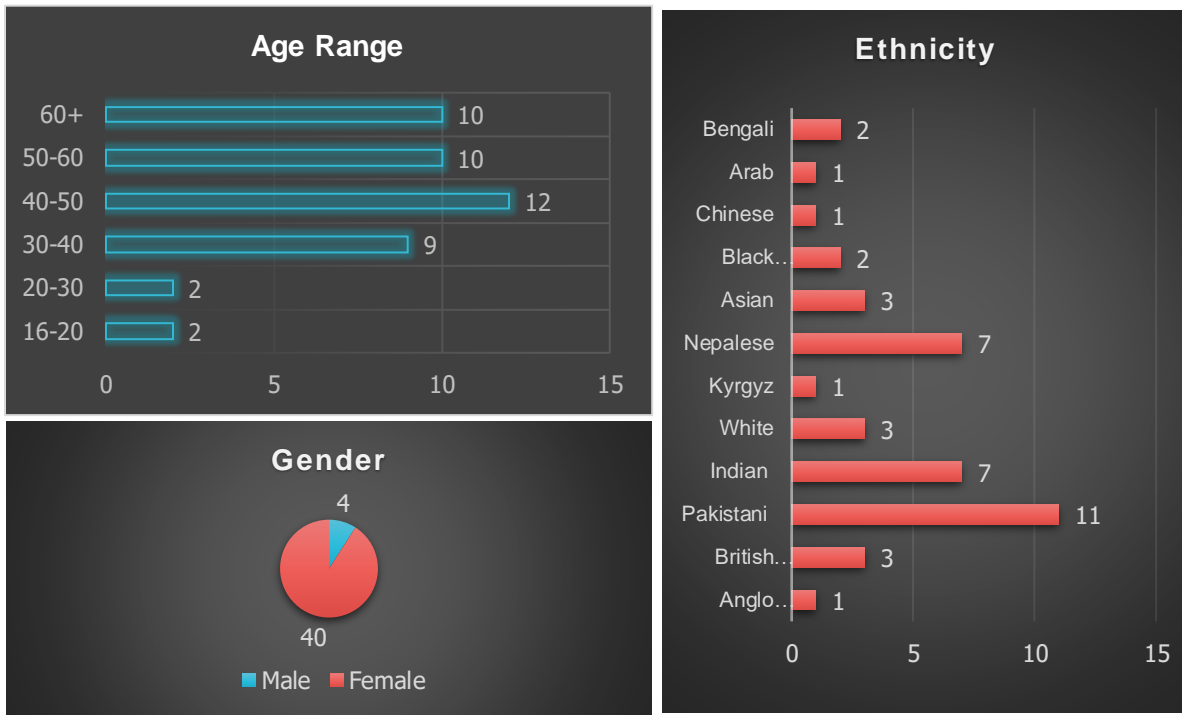 Age Range
60+ 10
50-60 10
40-50 12
30-40 9
20-30 2
16-20 2
0 5 10 15
Gender
4
40
Male Female
Ethnicity
Bengali 2
Arab 1
Chinese 1
Black… 2
Asian 3
Nepalese 7
Kyrgyz 1
White 3
Indian 7
Pakistani 11
British… 3
Anglo… 1
0 5 10 15